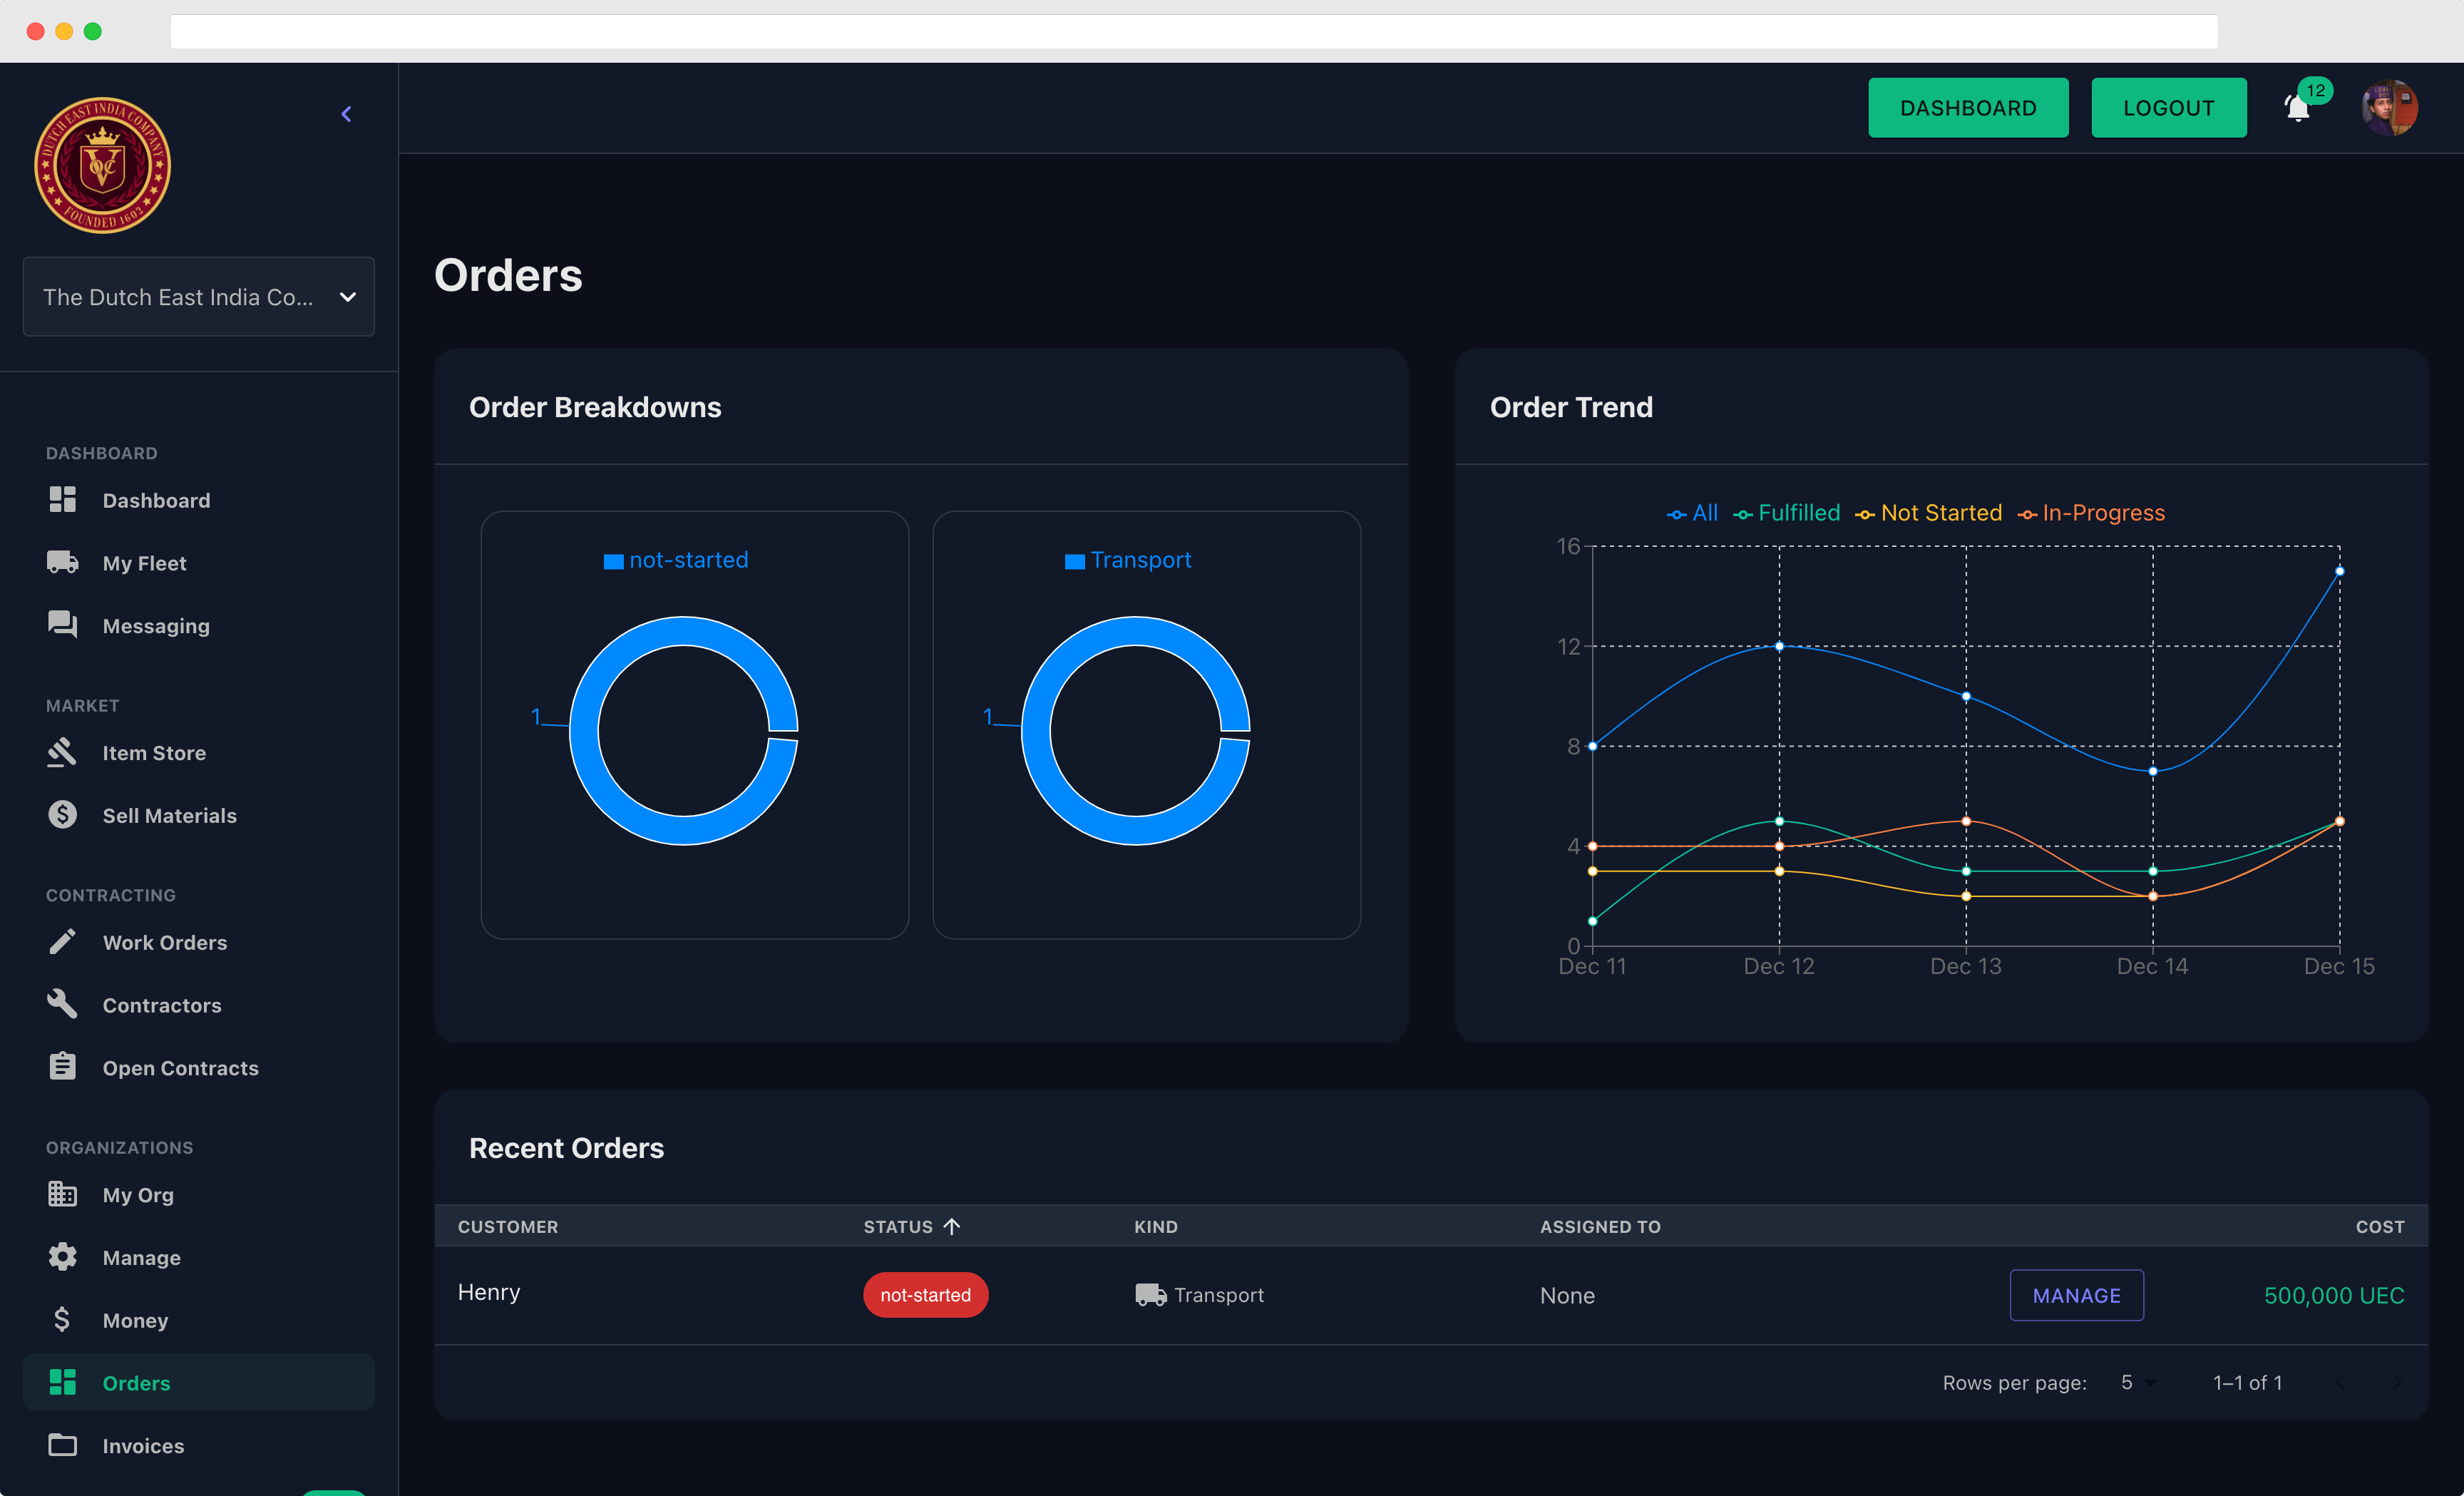 DUTCH EAST INDIA COMPANY
VOC
FOUNDED 1602
DASHBOARD
LOGOUT
12
The Dutch East India Co...
Orders
DASHBOARD
Dashboard
My Fleet
Messaging
MARKET
Item Store
Sell Materials
CONTRACTING
Work Orders
Contractors
Open Contracts
ORGANIZATIONS
My Org
Manage
Money
Orders
Invoices
Order Breakdowns
not-started
1
Transport
1
Order Trend
All Fulfilled Not Started In-Progress
16
12
8
4
0
Dec 11 Dec 12 Dec 13 Dec 14 Dec 15
Recent Orders
CUSTOMER STATUS KIND ASSIGNED TO COST
Henry not-started Transport None MANAGE 500,000 UEC
Rows per page: 5 1–1 of 1